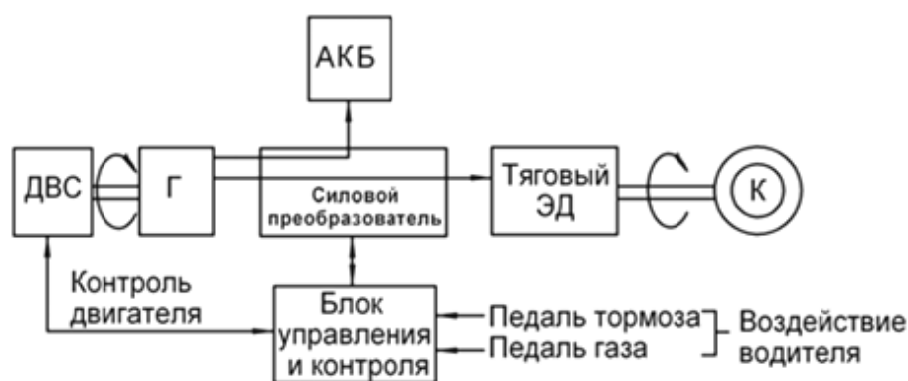 АКБ
ДВС
Г
Силовой
преобразователь
Тяговый
ЭД
К
Контроль
двигателя
Блок
управления
и контроля
Педаль тормоза
Педаль газа
Воздействие
водителя